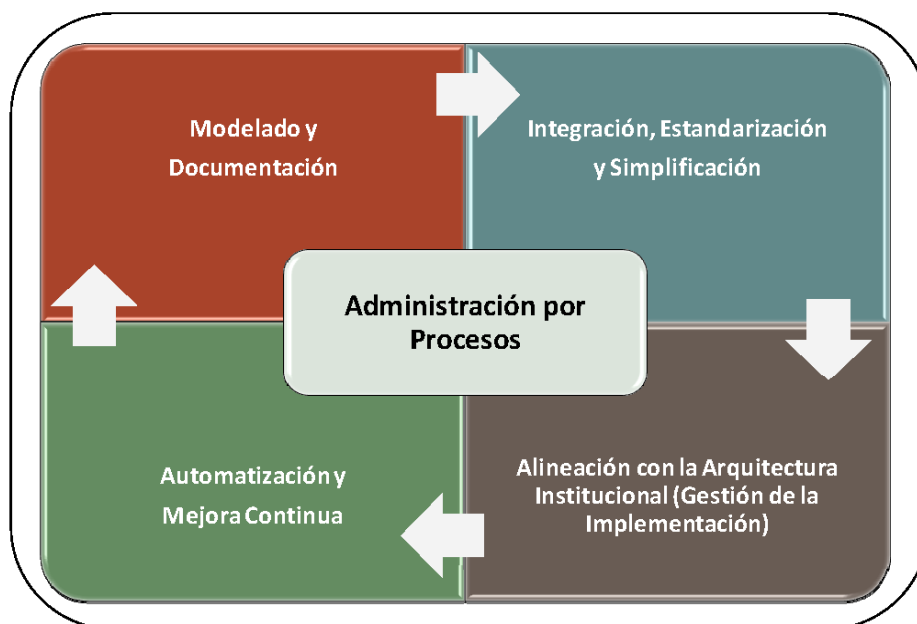 Modelado y
Documentación
Integración, Estandarización
y Simplificación
Administración por
Procesos
Automatización y
Mejora Continua
Alineación con la Arquitectura
Institucional (Gestión de la
Implementación)